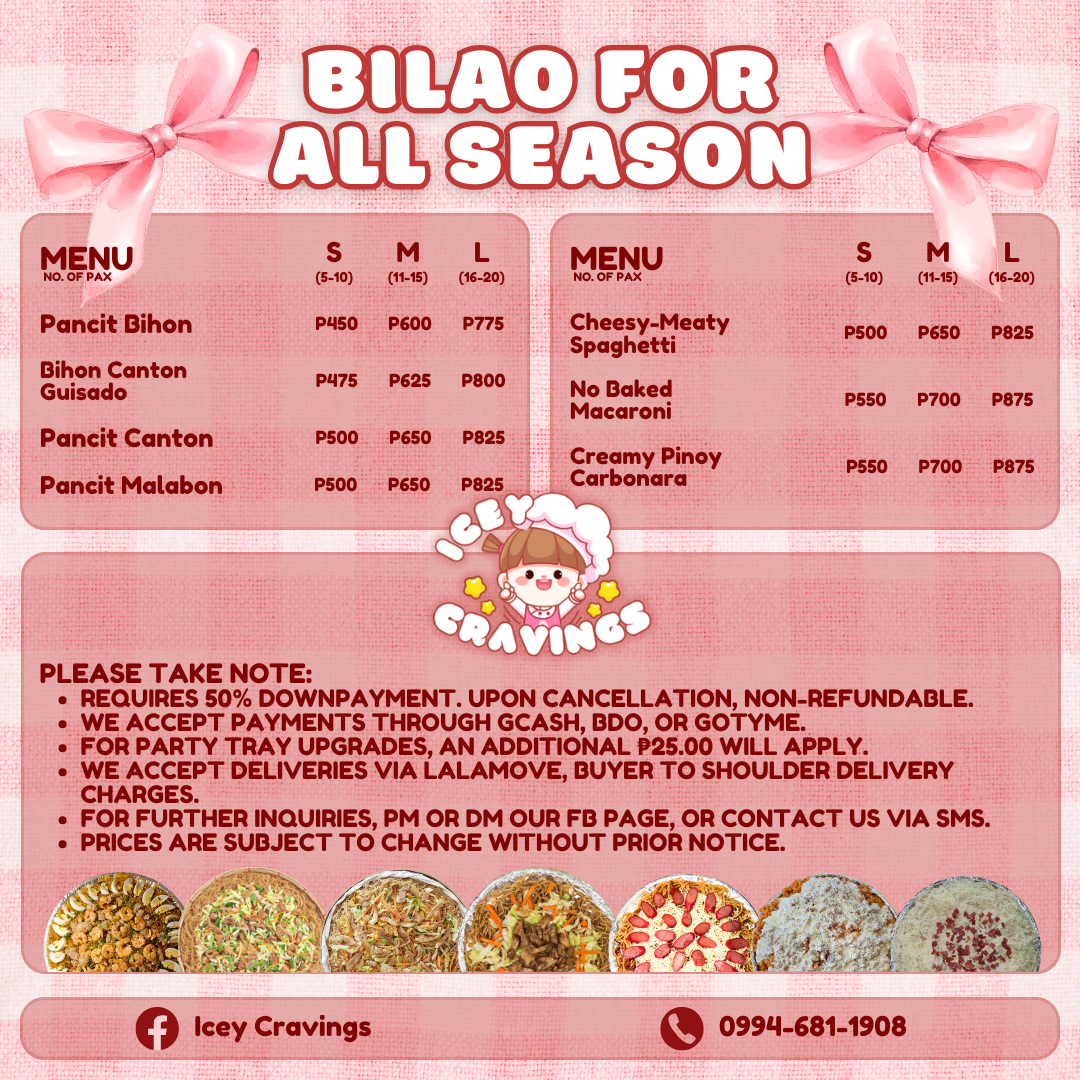 BILAO FOR
ALL SEASON
MENU S M L
NO. OF PAX (5-10) (11-15) (16-20)
Pancit Bihon P450 P600 P775
Bihon Canton
Guisado P475 P625 P800
Pancit Canton P500 P650 P825
Pancit Malabon P500 P650 P825
MENU S M L
NO. OF PAX (5-10) (11-15) (16-20)
Cheesy-Meaty
Spaghetti P500 P650 P825
No Baked
Macaroni P550 P700 P875
Creamy Pinoy
Carbonara P550 P700 P875
ICEY
CRAVINGS
PLEASE TAKE NOTE:
• REQUIRES 50% DOWNPAYMENT. UPON CANCELLATION, NON-REFUNDABLE.
• WE ACCEPT PAYMENTS THROUGH GCASH, BDO, OR GOTYME.
• FOR PARTY TRAY UPGRADES, AN ADDITIONAL ₱25.00 WILL APPLY.
• WE ACCEPT DELIVERIES VIA LALAMOVE, BUYER TO SHOULDER DELIVERY
CHARGES.
• FOR FURTHER INQUIRIES, PM OR DM OUR FB PAGE, OR CONTACT US VIA SMS.
• PRICES ARE SUBJECT TO CHANGE WITHOUT PRIOR NOTICE.
Icey Cravings 0994-681-1908